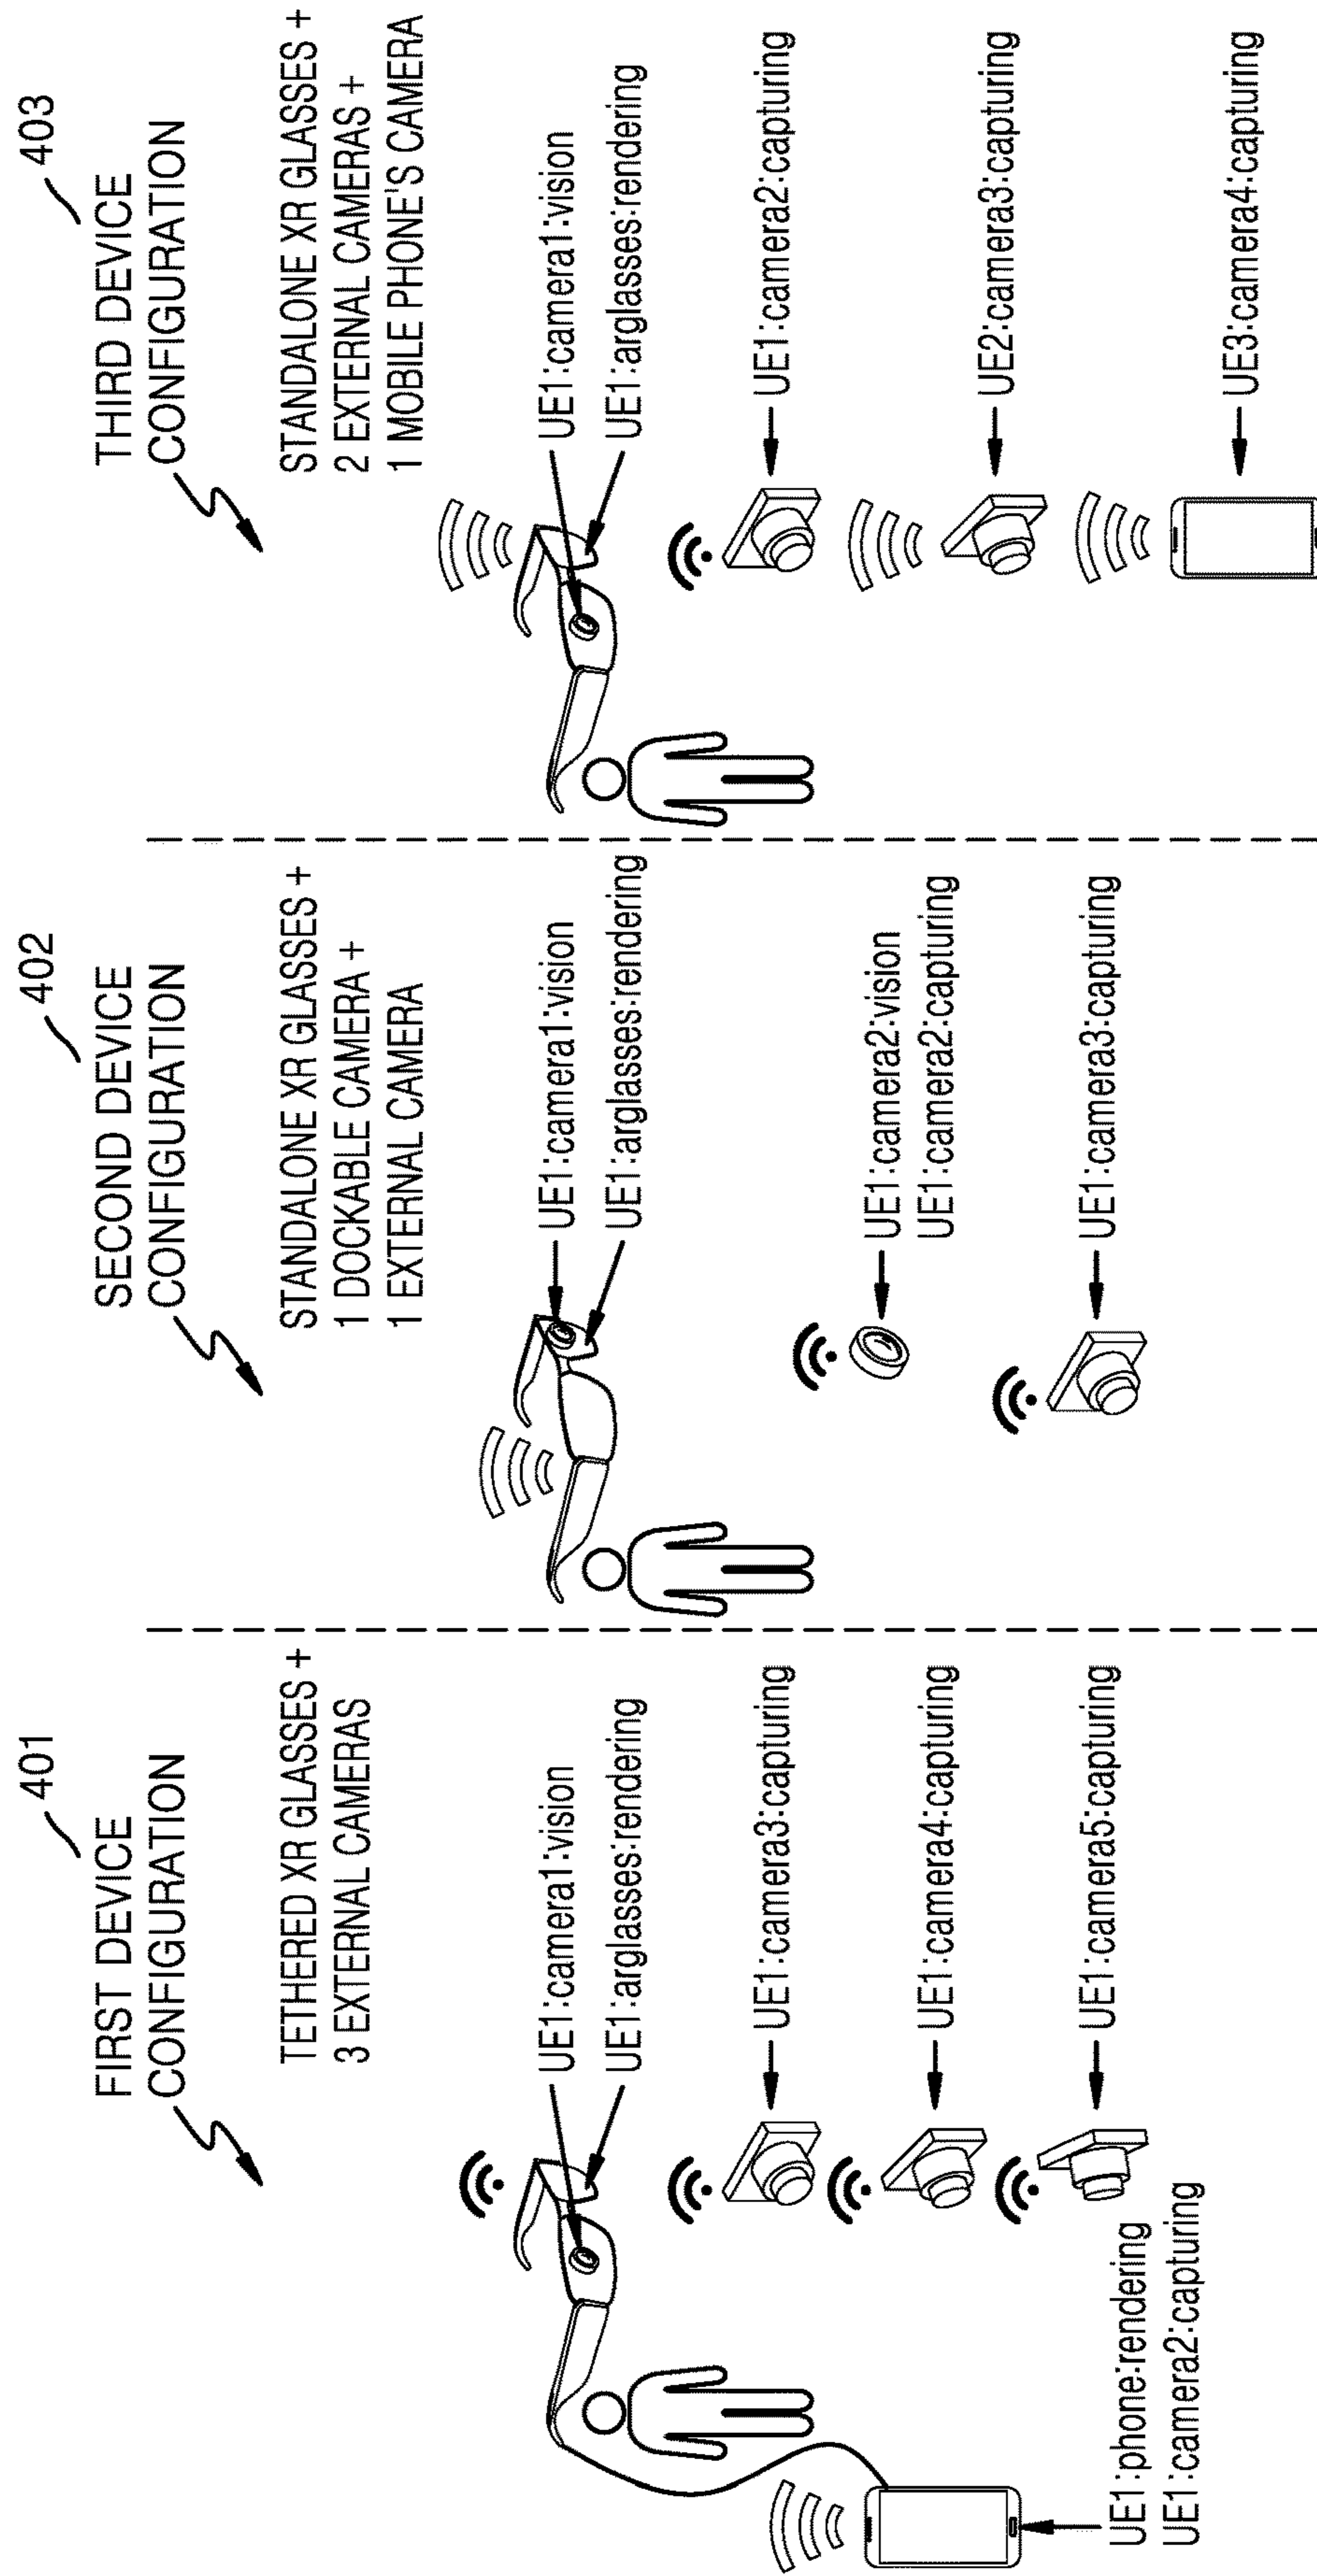 401
FIRST DEVICE
CONFIGURATION
TETHERED XR GLASSES +
3 EXTERNAL CAMERAS
UE1:camera1:vision
UE1:arglasses:rendering
UE1:camera3:capturing
UE1:camera4:capturing
UE1:camera5:capturing
UE1:phone:rendering
UE1:camera2:capturing
402
SECOND DEVICE
CONFIGURATION
STANDALONE XR GLASSES +
1 DOCKABLE CAMERA +
1 EXTERNAL CAMERA
UE1:camera1:vision
UE1:arglasses:rendering
UE1:camera2:vision
UE1:camera2:capturing
UE1:camera3:capturing
403
THIRD DEVICE
CONFIGURATION
STANDALONE XR GLASSES +
2 EXTERNAL CAMERAS +
1 MOBILE PHONE'S CAMERA
UE1:camera1:vision
UE1:arglasses:rendering
UE1:camera2:capturing
UE2:camera3:capturing
UE3:camera4:capturing